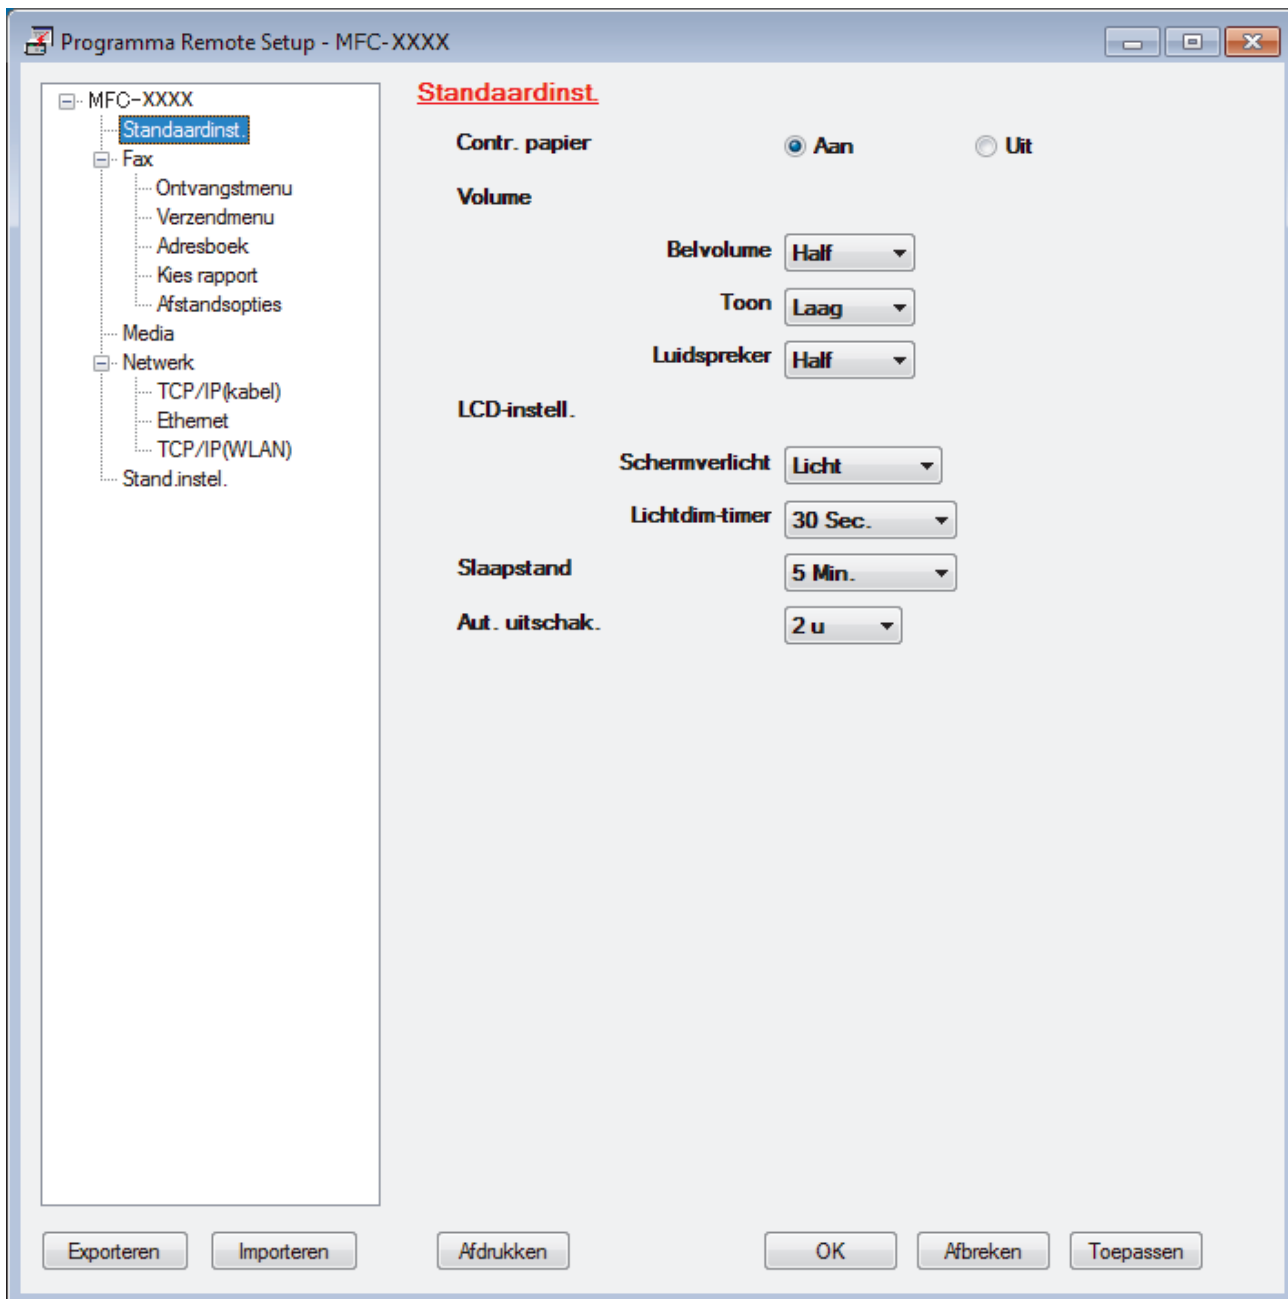 Programma Remote Setup - MFC-XXXX
MFC-XXXX
Standaardinst.
Fax
Ontvangstmenu
Verzendmenu
Adresboek
Kies rapport
Afstandsopties
Media
Netwerk
TCP/IP(kabel)
Ethernet
TCP/IP(WLAN)
Stand.instel.
Standaardinst.
Contr. papier Aan Uit
Volume
Belvolume Half
Toon Laag
Luidspreker Half
LCD-instell.
Schermverlicht Licht
Lichtdim-timer 30 Sec.
Slaapstand 5 Min.
Aut. uitschak. 2 u
Exporteren Importeren Afdrukken OK Afbreken Toepassen